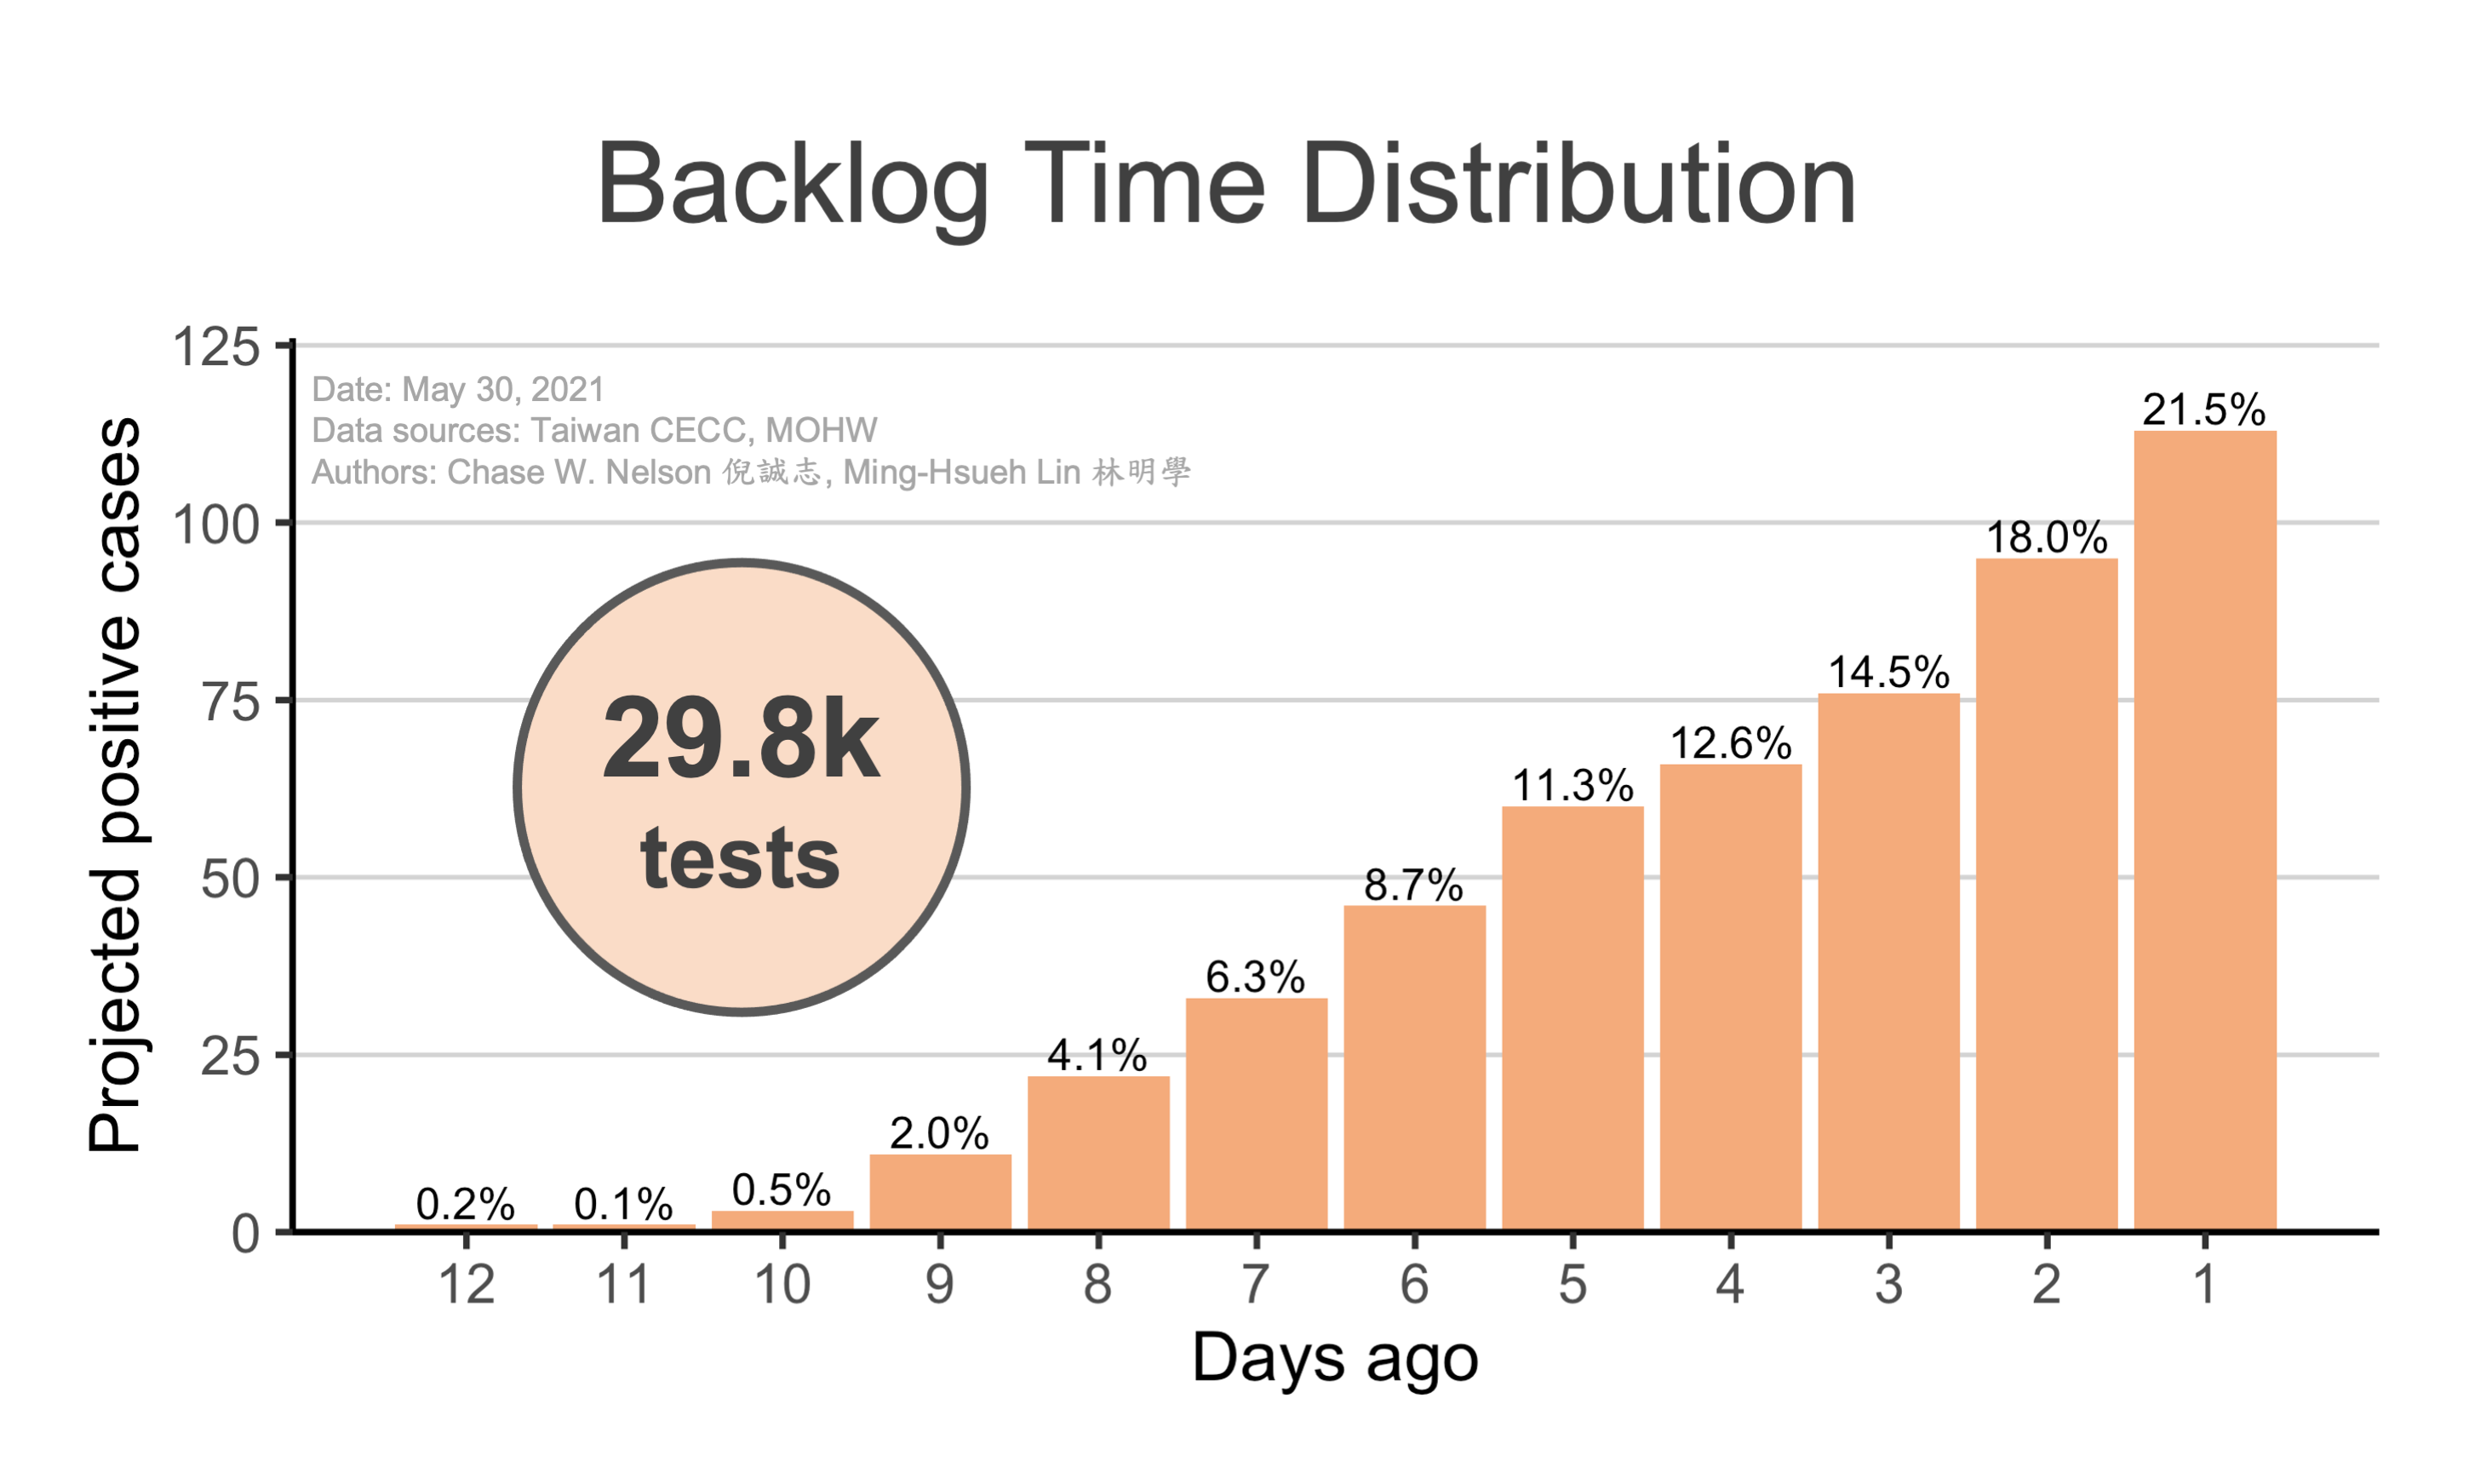 Backlog Time Distribution
125
100
75
50
25
0
Projected positive cases
Date: May 30, 2021
Data sources: Taiwan CECC, MOHW
Authors: Chase W. Nelson 倪誠志, Ming-Hsueh Lin 林明學
29.8k
tests
0.2%
0.1%
0.5%
2.0%
4.1%
6.3%
8.7%
11.3%
12.6%
14.5%
18.0%
21.5%
12 11 10 9 8 7 6 5 4 3 2 1
Days ago